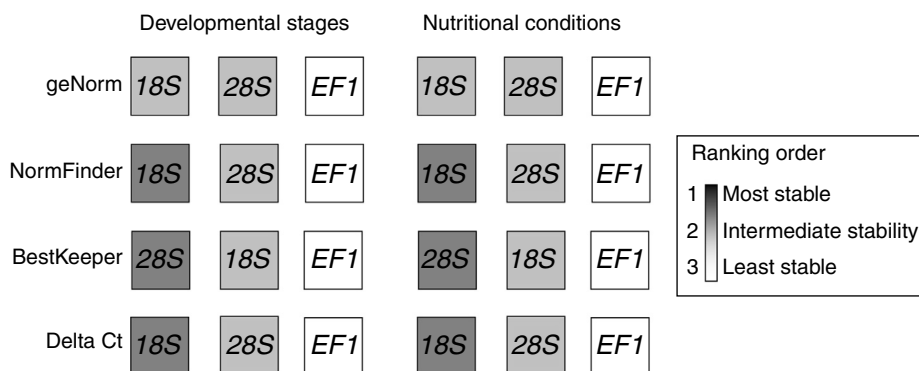 Developmental stages Nutritional conditions
geNorm 18S 28S EF1 18S 28S EF1
NormFinder 18S 28S EF1 18S 28S EF1
BestKeeper 28S 18S EF1 28S 18S EF1
Delta Ct 18S 28S EF1 18S 28S EF1
Ranking order
1 Most stable
2 Intermediate stability
3 Least stable